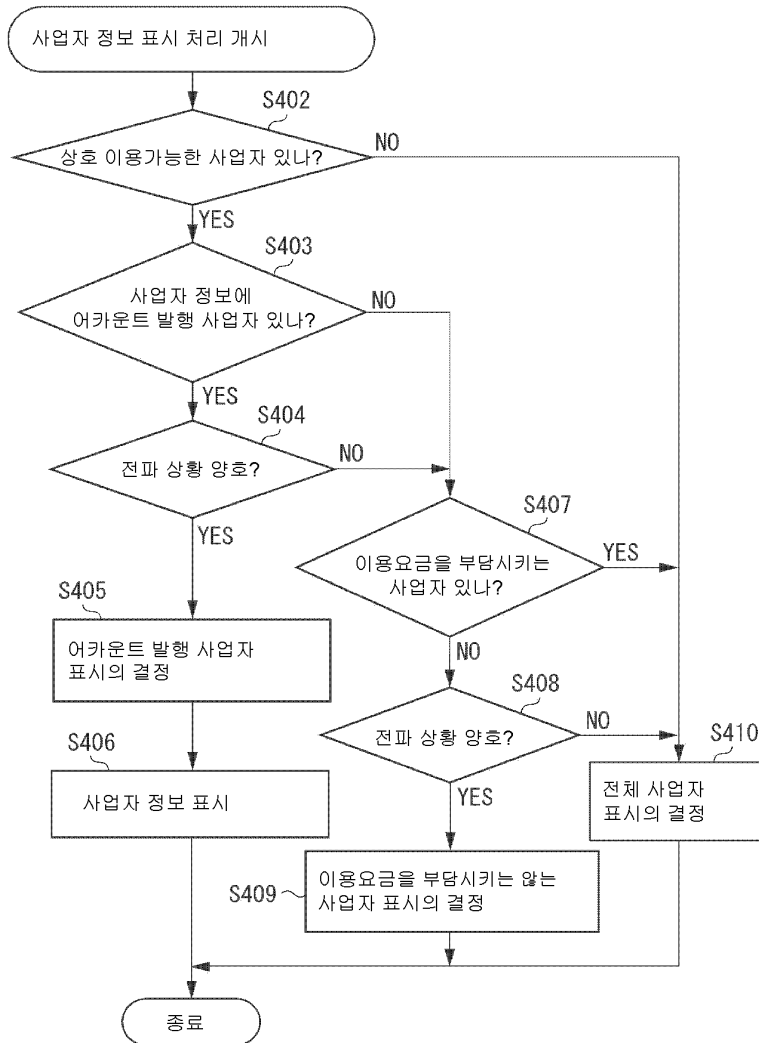 사업자 정보 표시 처리 개시
S402
상호 이용가능한 사업자 있나?
NO
YES
S403
사업자 정보에
어카운트 발행 사업자 있나?
NO
YES
S404
전파 상황 양호?
NO
YES
S407
이용요금을 부담시키는
사업자 있나?
YES
NO
S405
어카운트 발행 사업자
표시의 결정
S408
전파 상황 양호?
NO
YES
S406
사업자 정보 표시
S410
전체 사업자
표시의 결정
S409
이용요금을 부담시키는 않는
사업자 표시의 결정
종료